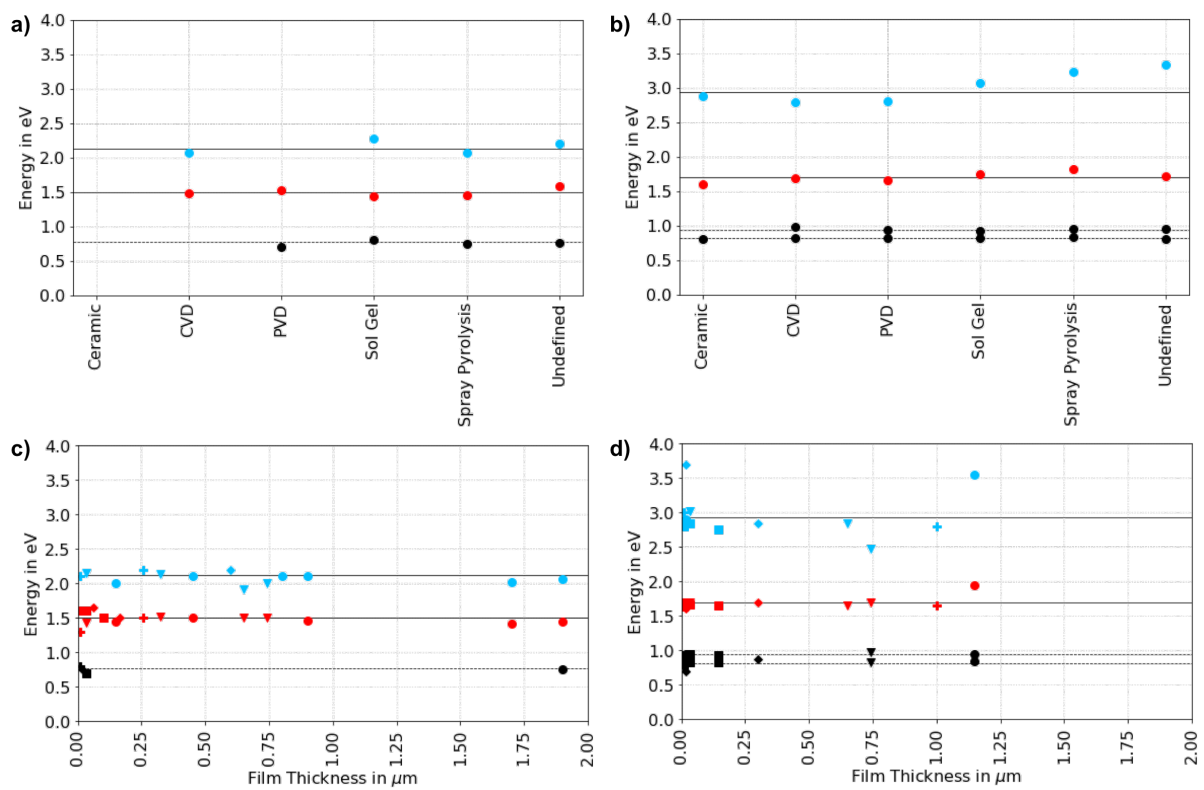 a)
4.0
3.5
3.0
2.5
2.0
1.5
1.0
0.5
0.0
Energy in eV
Ceramic
CVD
PVD
Sol Gel
Spray Pyrolysis
Undefined
b)
4.0
3.5
3.0
2.5
2.0
1.5
1.0
0.5
0.0
Energy in eV
Ceramic
CVD
PVD
Sol Gel
Spray Pyrolysis
Undefined
c)
4.0
3.5
3.0
2.5
2.0
1.5
1.0
0.5
0.0
Energy in eV
0.00
0.25
0.50
0.75
1.00
1.25
1.50
1.75
2.00
Film Thickness in μm
d)
4.0
3.5
3.0
2.5
2.0
1.5
1.0
0.5
0.0
Energy in eV
0.00
0.25
0.50
0.75
1.00
1.25
1.50
1.75
2.00
Film Thickness in μm